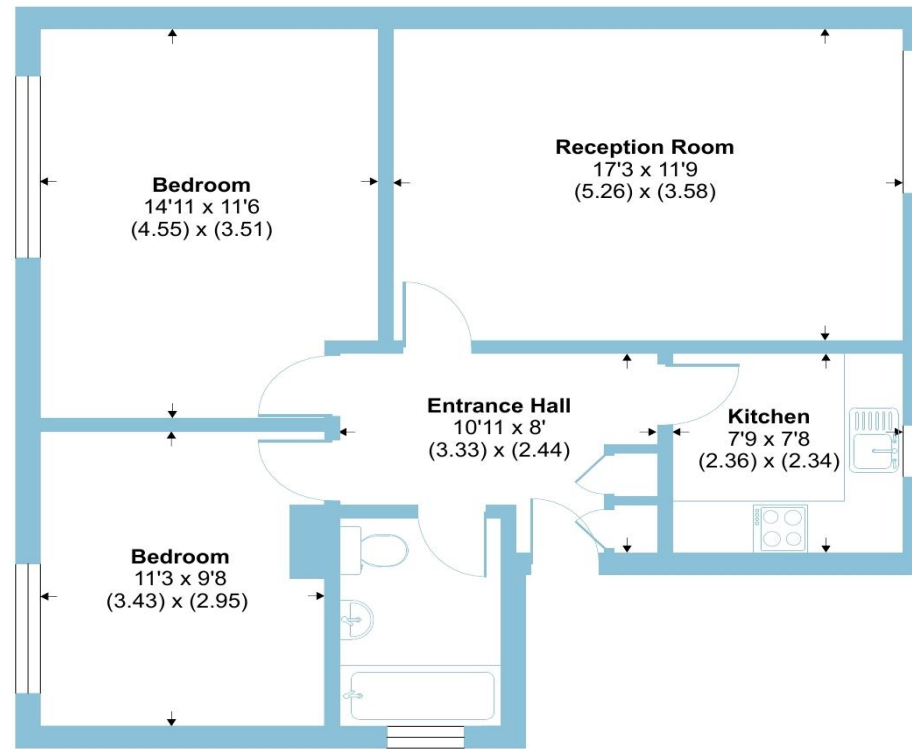 Bedroom
14'11 x 11'6
(4.55) x (3.51)
Reception Room
17'3 x 11'9
(5.26) x (3.58)
Entrance Hall
10'11 x 8'
(3.33) x (2.44)
Kitchen
7'9 x 7'8
(2.36) x (2.34)
Bedroom
11'3 x 9'8
(3.43) x (2.95)